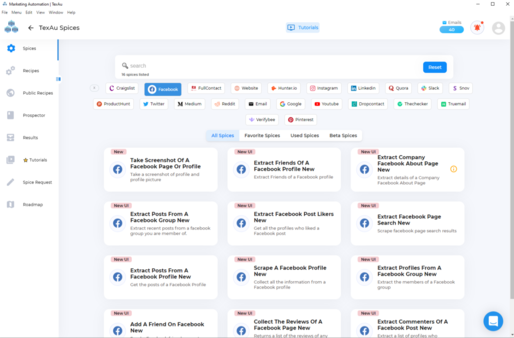 Marketing Automation | TexAu
File Menu Edit View Window Help
TexAu Spices
Tutorials
Emails
Spices
Recipes
Public Recipes
Prospector
Results
Tutorials
Spice Request
Roadmap
search
Reset
Craigslist Facebook FullContact Website Hunter.io Instagram LinkedIn Quora Slack Snov
ProductHunt Twitter Medium Reddit Email Google Youtube Dropcontact Thechecker Truemail
Verifybee Pinterest
All Spices Favorite Spices Used Spices Beta Spices
New
Take Screenshot Of A
Facebook Page Or Profile
Take a screenshot of profile and
profile picture
New UI
Extract Friends Of A
Facebook Profile New
Extract Friends of a Facebook profile
New UI
Extract Company
Facebook About Page
New
Extract details of a Company
Facebook About Page
New UI
Extract Posts From A
Facebook Group New
Extract recent posts from a facebook
group you are member of!
New UI
Extract Facebook Post Likers
New
Get all the profiles who liked a
Facebook post
New UI
Extract Facebook Page
Search New
Scrape facebook page search results
New UI
Extract Posts From A
Facebook Profile New
Get the posts of a Facebook Profile
New UI
Scrape A Facebook Profile
New
Collect all the information from a
Facebook profile
New UI
Extract Profiles From A
Facebook Group New
Extract the members of a Facebook
group
New UI
Add A Friend On Facebook
New
New UI
Collect The Reviews Of A
Facebook Page New
Returns a list of the reviews of any
New UI
Extract Commenters Of A
Facebook Post New
Extract a list of profiles who